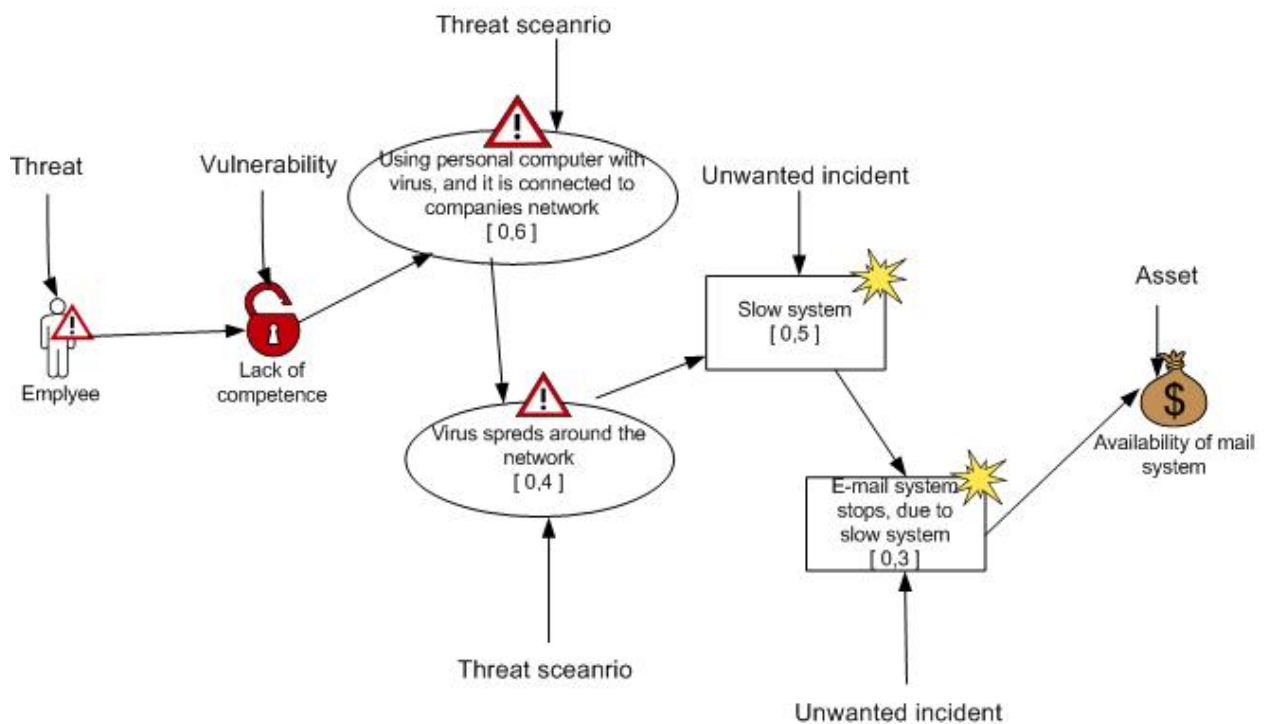 Threat sceanrio
Threat
Vulnerability
Using personal computer with
virus, and it is connected to
companies network
[ 0,6 ]
Unwanted incident
Asset
Slow system
[ 0,5 ]
Emplyee
Lack of
competence
$
Availability of mail
system
Virus spreds around the
network
[ 0,4 ]
E-mail system
stops, due to
slow system
[ 0,3 ]
Threat sceanrio
Unwanted incident